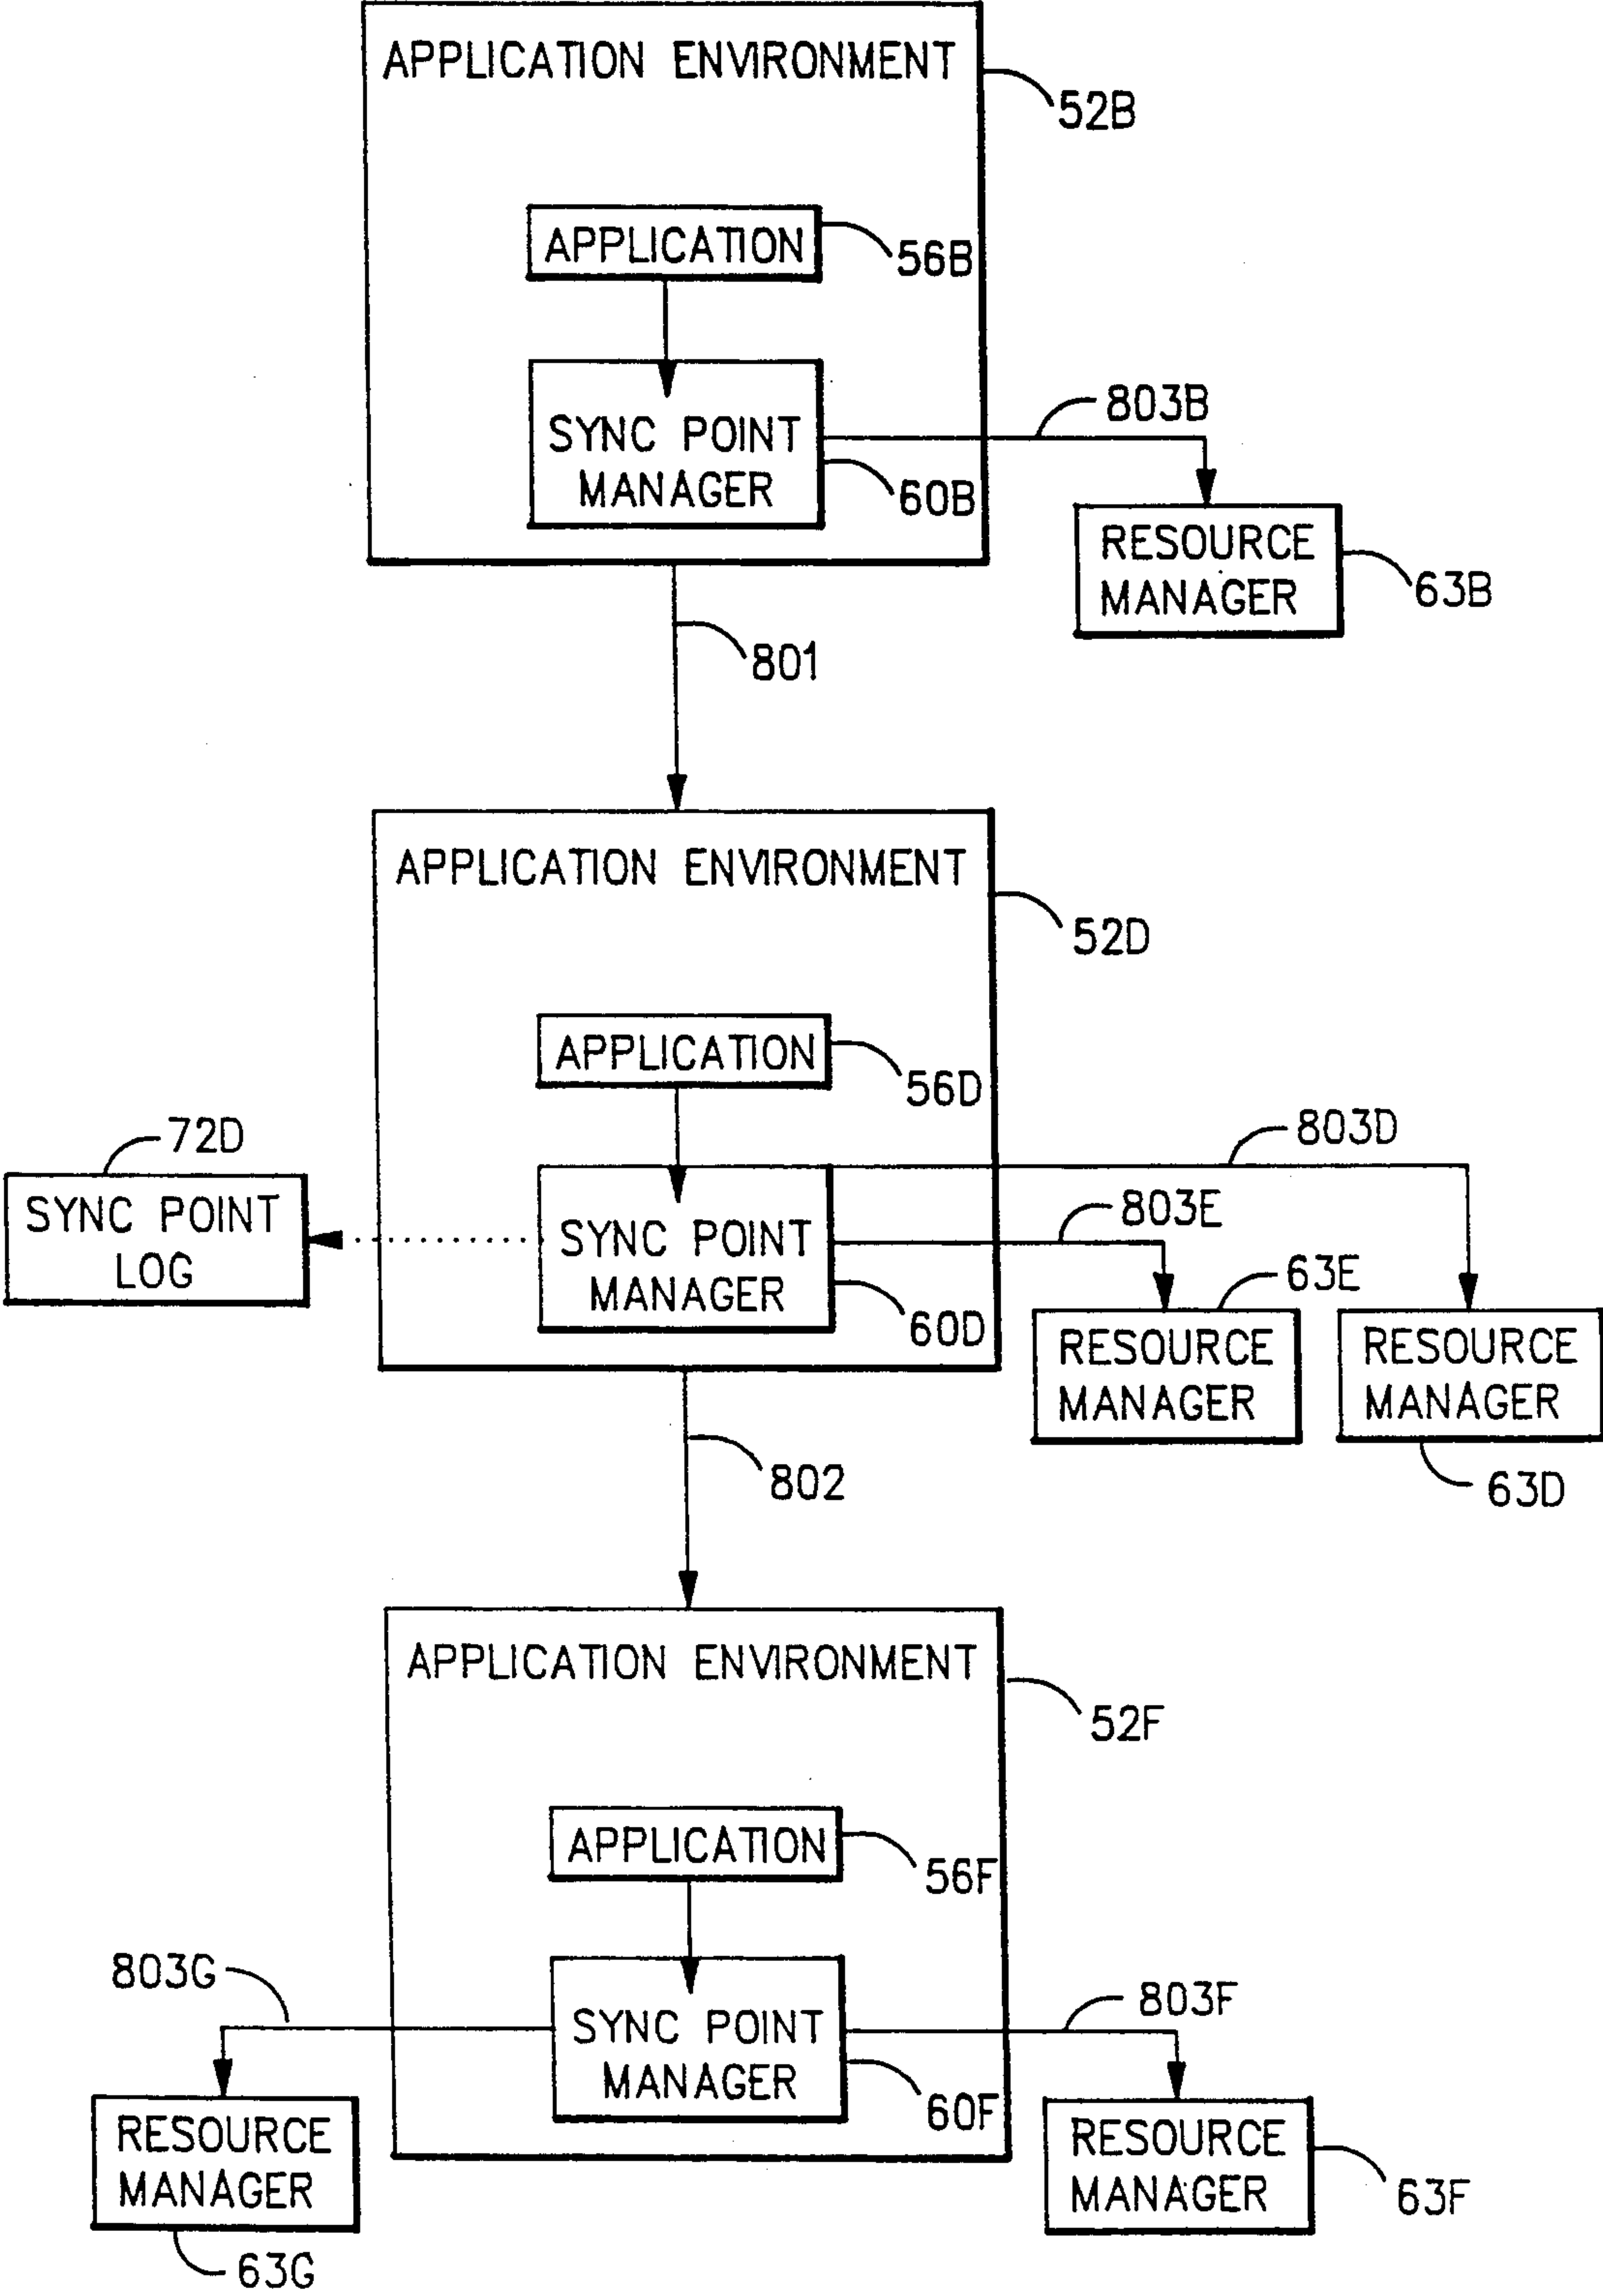 APPLICATION ENVIRONMENT
52B
APPLICATION
56B
803B
SYNC POINT
MANAGER
60B
RESOURCE
MANAGER
63B
801
APPLICATION ENVIRONMENT
52D
APPLICATION
56D
72D
803D
SYNC POINT
LOG
803E
SYNC POINT
MANAGER
60D
63E
RESOURCE
MANAGER
RESOURCE
MANAGER
63D
802
APPLICATION ENVIRONMENT
52F
APPLICATION
56F
803G
803F
SYNC POINT
MANAGER
60F
RESOURCE
MANAGER
63G
RESOURCE
MANAGER
63F